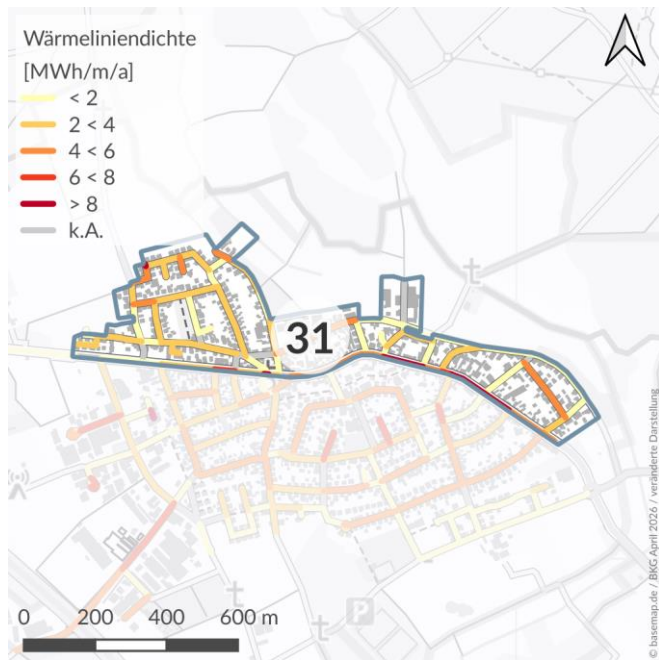 Wärmeliniendichte
[MWh/m/a]
< 2
2 < 4
4 < 6
6 < 8
> 8
k.A.
31
P
0 200 400 600 m
© basemap.de / BKG April 2026 / veränderte Darstellung